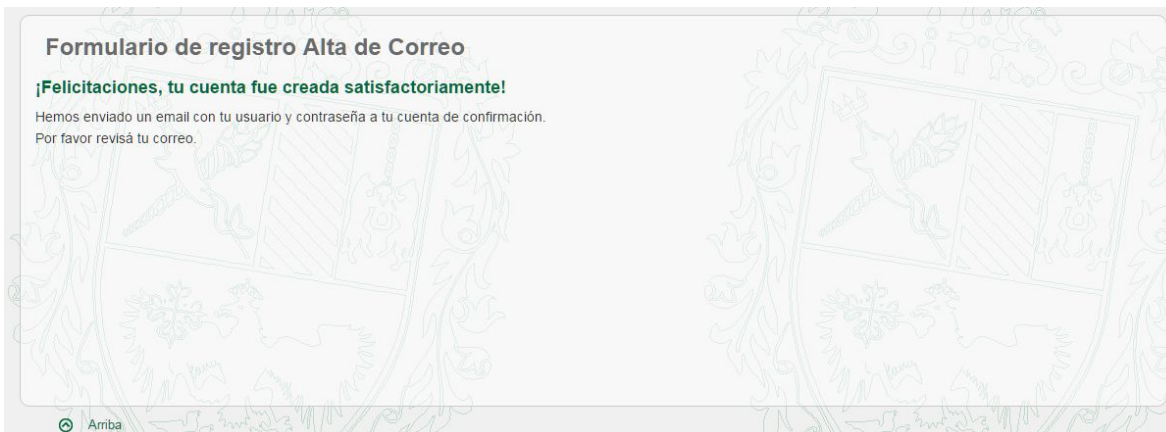 Formulario de registro Alta de Correo
¡Felicitaciones, tu cuenta fue creada satisfactoriamente!
Hemos enviado un email con tu usuario y contraseña a tu cuenta de confirmación.
Por favor revisá tu correo.
Arriba